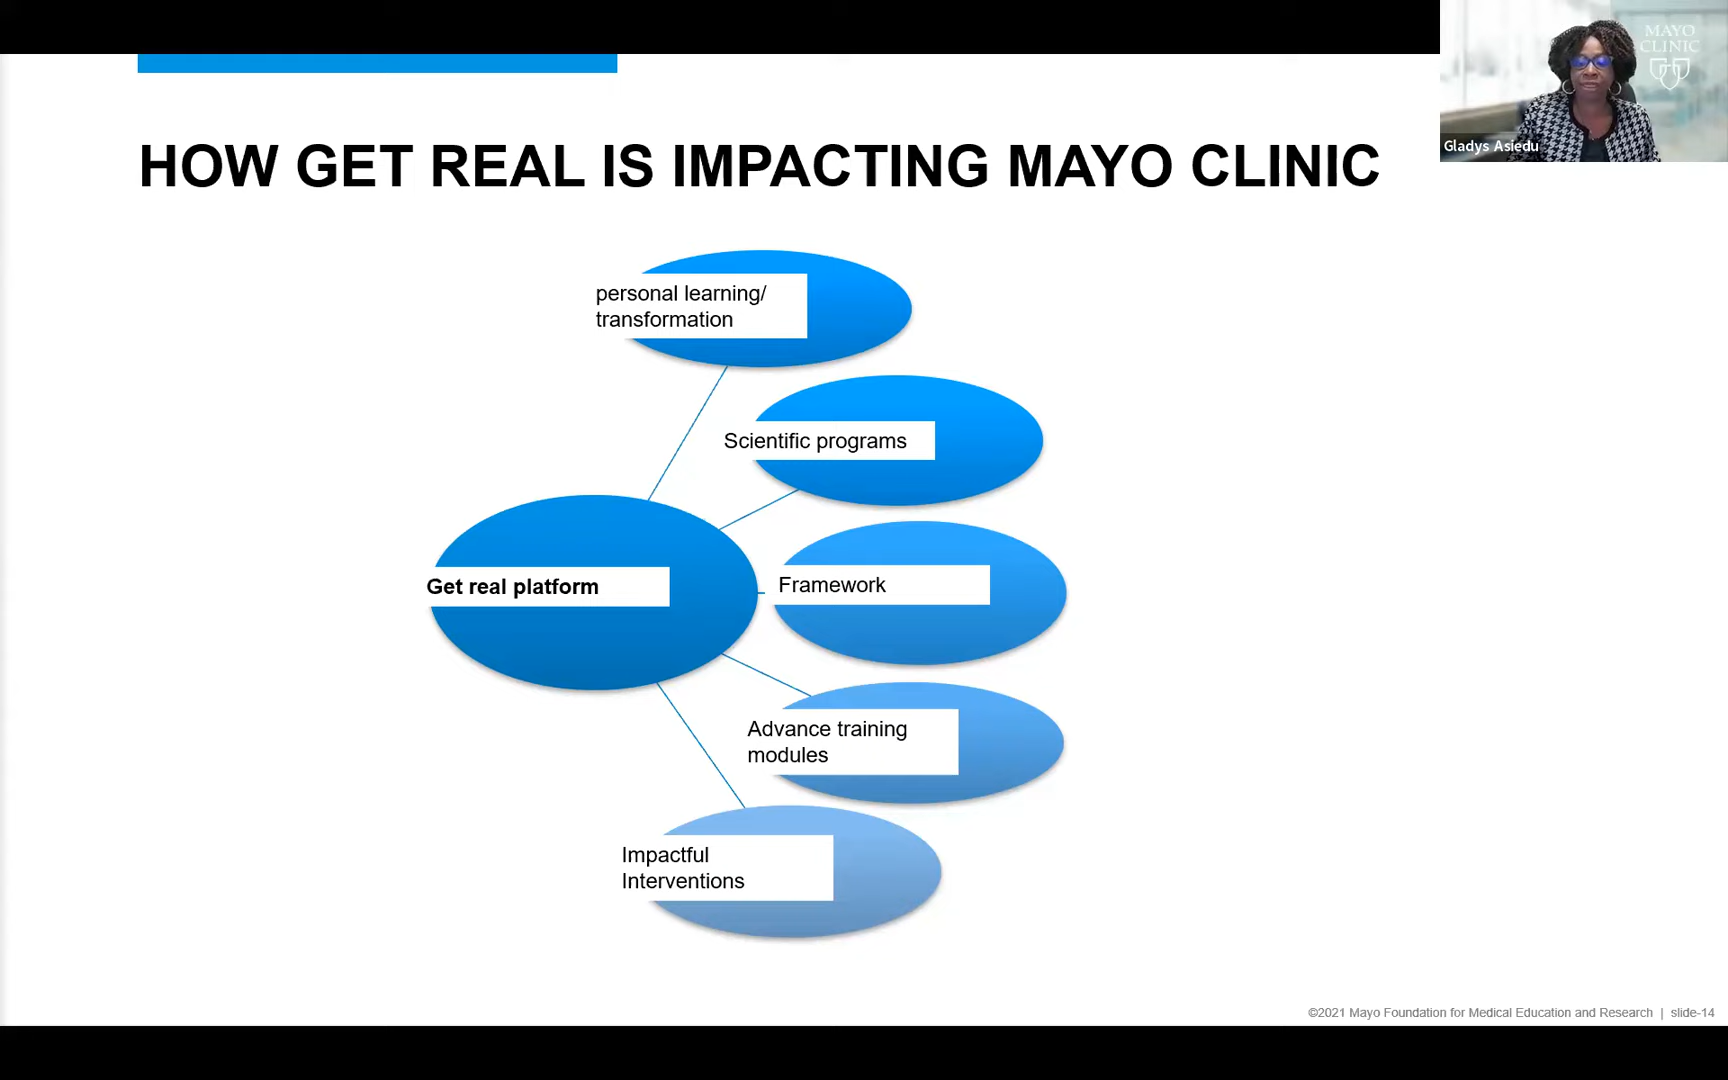 MAYO
CLINIC
Gladys Asiedu
HOW GET REAL IS IMPACTING MAYO CLINIC
personal learning/
transformation
Scientific programs
Get real platform
Framework
Advance training
modules
Impactful
Interventions
©2021 Mayo Foundation for Medical Education and Research | slide-14